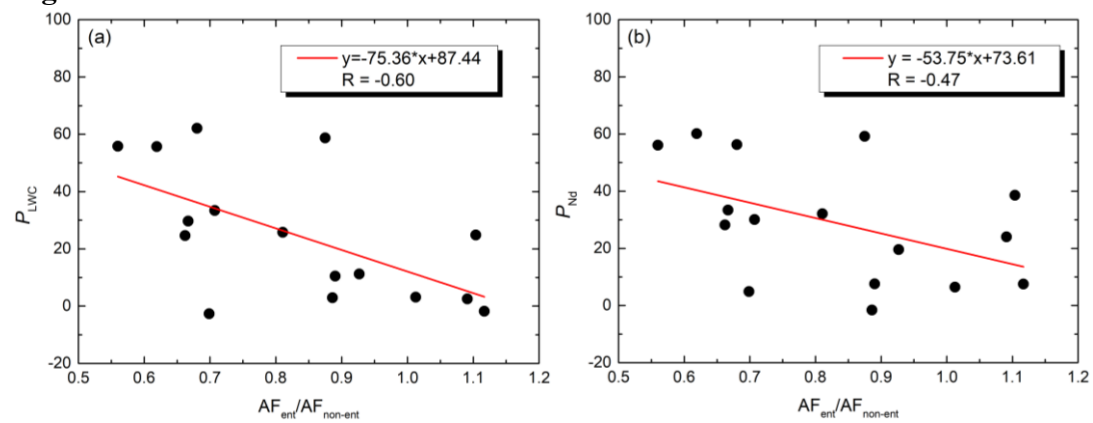 (a)
y=-75.36*x+87.44
R = -0.60
100
80
60
40
20
0
-20
P_LWC
0.5 0.6 0.7 0.8 0.9 1.0 1.1 1.2
AF_ent/AF_non-ent
(b)
y = -53.75*x+73.61
R = -0.47
100
80
60
40
20
0
-20
P_Nd
0.5 0.6 0.7 0.8 0.9 1.0 1.1 1.2
AF_ent/AF_non-ent